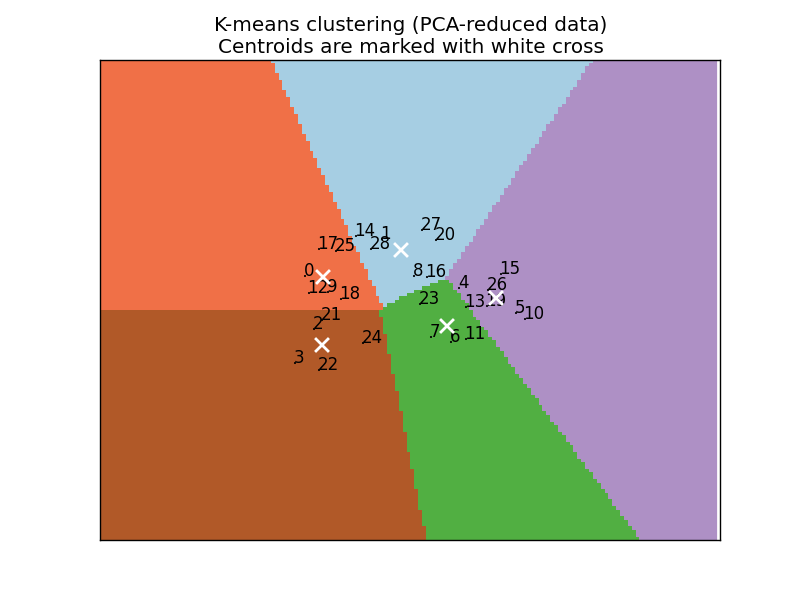 K-means clustering (PCA-reduced data)
Centroids are marked with white cross
27
14 1 20
17 25 28
0 8 16 15
4 26
12 9 18 23 13 19 5 10
21
2
24 7 6 11
3 22